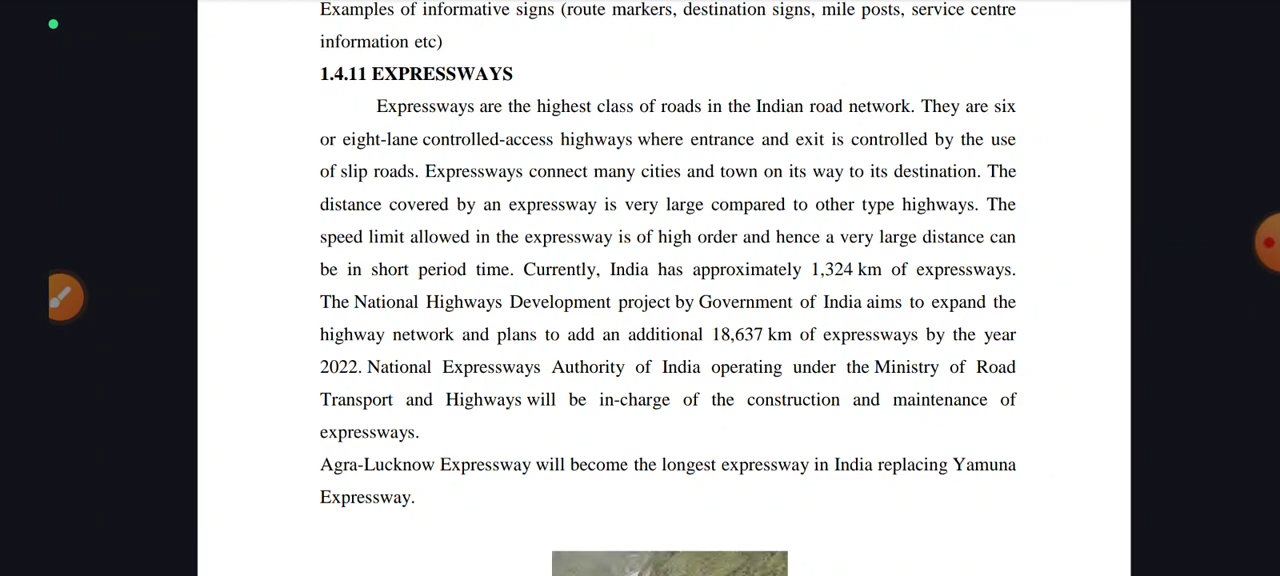 Examples of informative signs (route markers, destination signs, mile posts, service centre
information etc)
1.4.11 EXPRESSWAYS
Expressways are the highest class of roads in the Indian road network. They are six
or eight-lane controlled-access highways where entrance and exit is controlled by the use
of slip roads. Expressways connect many cities and town on its way to its destination. The
distance covered by an expressway is very large compared to other type highways. The
speed limit allowed in the expressway is of high order and hence a very large distance can
be in short period time. Currently, India has approximately 1,324 km of expressways.
The National Highways Development project by Government of India aims to expand the
highway network and plans to add an additional 18,637 km of expressways by the year
2022. National Expressways Authority of India operating under the Ministry of Road
Transport and Highways will be in-charge of the construction and maintenance of
expressways.
Agra-Lucknow Expressway will become the longest expressway in India replacing Yamuna
Expressway.